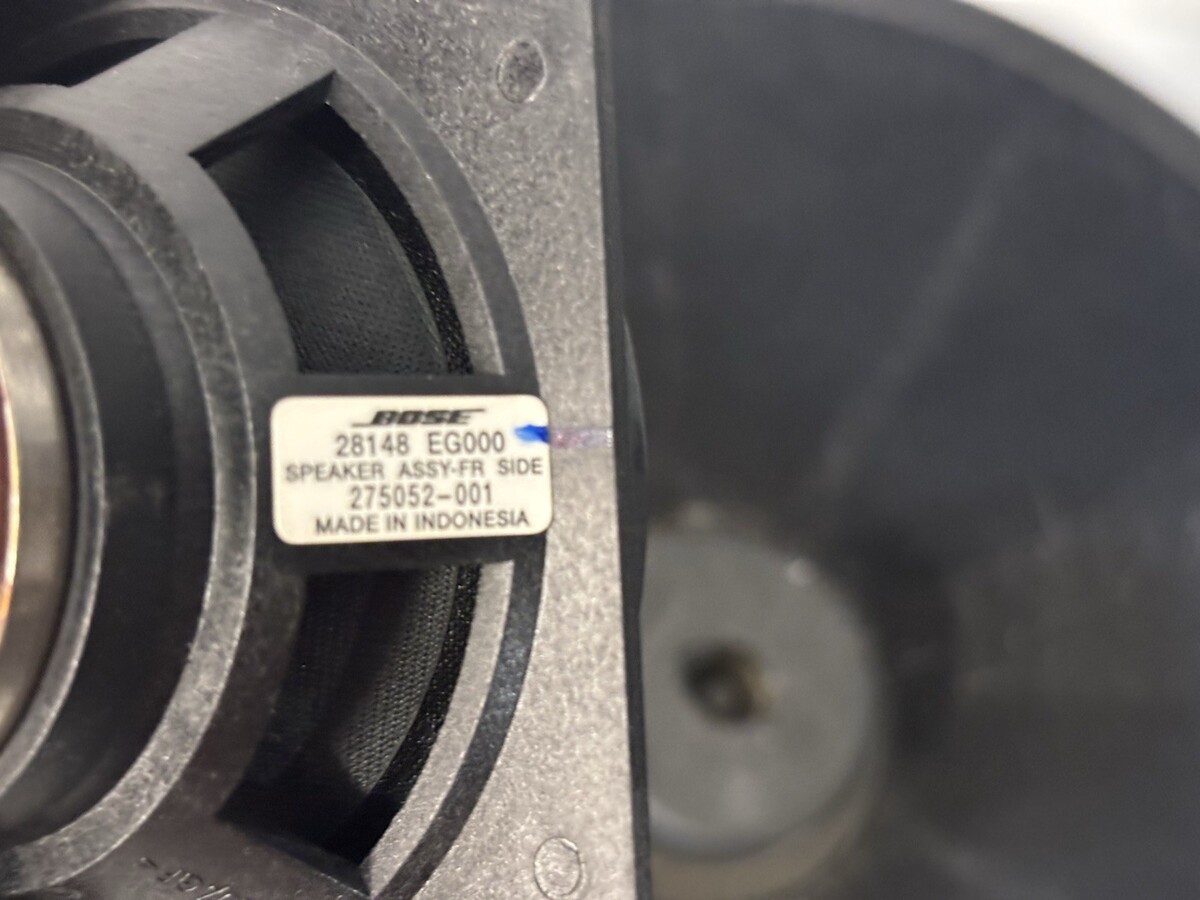 BOSE
28148 EG000
SPEAKER ASSY-FR SIDE
275052-001
MADE IN INDONESIA